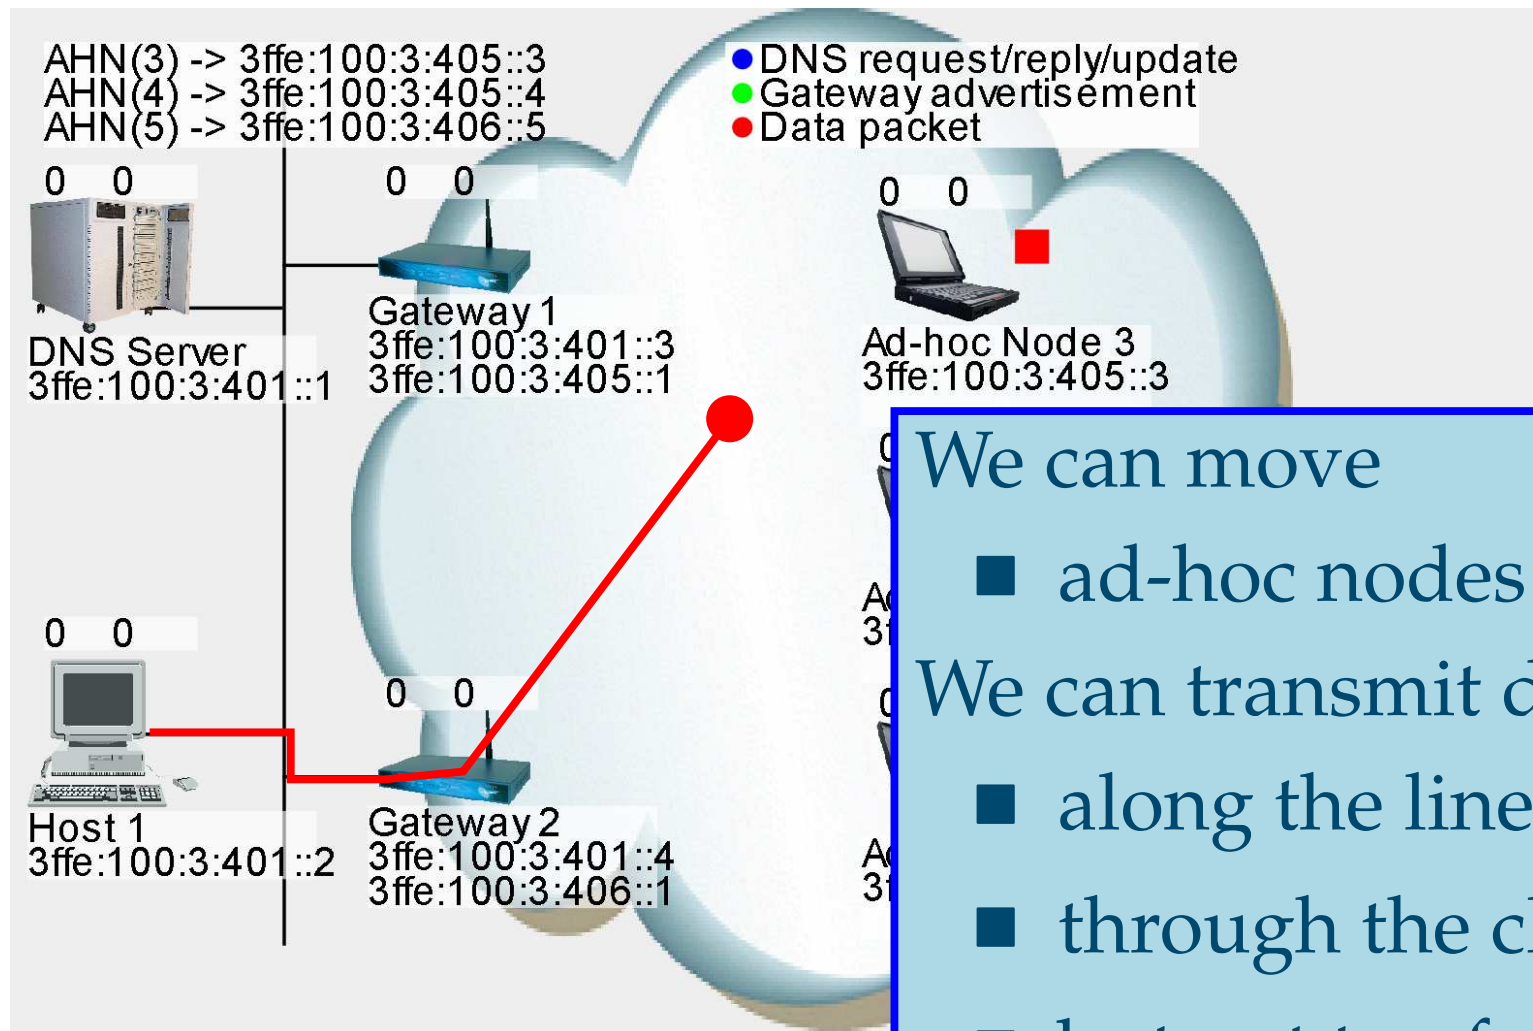 AHN(3) -> 3ffe:100:3:405::3
AHN(4) -> 3ffe:100:3:405::4
AHN(5) -> 3ffe:100:3:406::5
DNS request/reply/update
Gateway advertisement
Data packet
0 0
0 0
0 0
DNS Server
3ffe:100:3:401::1
Gateway 1
3ffe:100:3:401::3
3ffe:100:3:405::1
Ad-hoc Node 3
3ffe:100:3:405::3
0 0
Host 1
3ffe:100:3:401::2
0 0
Gateway 2
3ffe:100:3:401::4
3ffe:100:3:406::1
We can move
■ ad-hoc nodes
We can transmit
■ along the line
■ through the